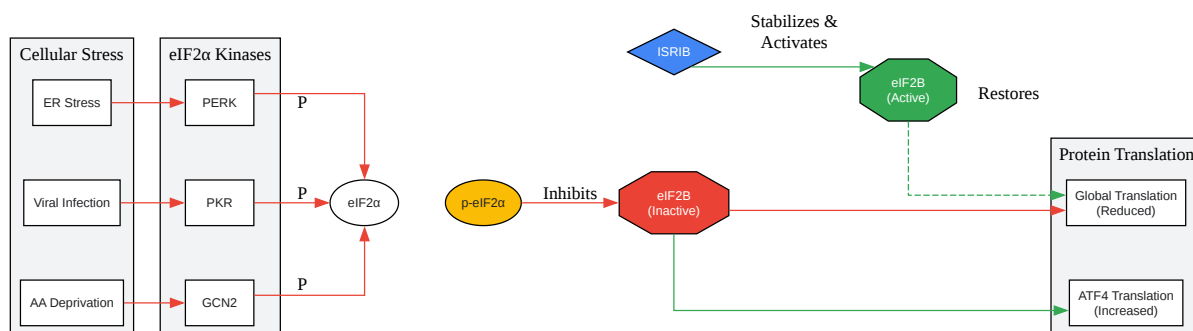 Cellular Stress
ER Stress
Viral Infection
AA Deprivation
eIF2α Kinases
PERK
PKR
GCN2
P
P
P
eIF2α
p-eIF2α
Inhibits
eIF2B
(Inactive)
ISRIB
Stabilizes &
Activates
eIF2B
(Active)
Restores
Protein Translation
Global Translation
(Reduced)
ATF4 Translation
(Increased)